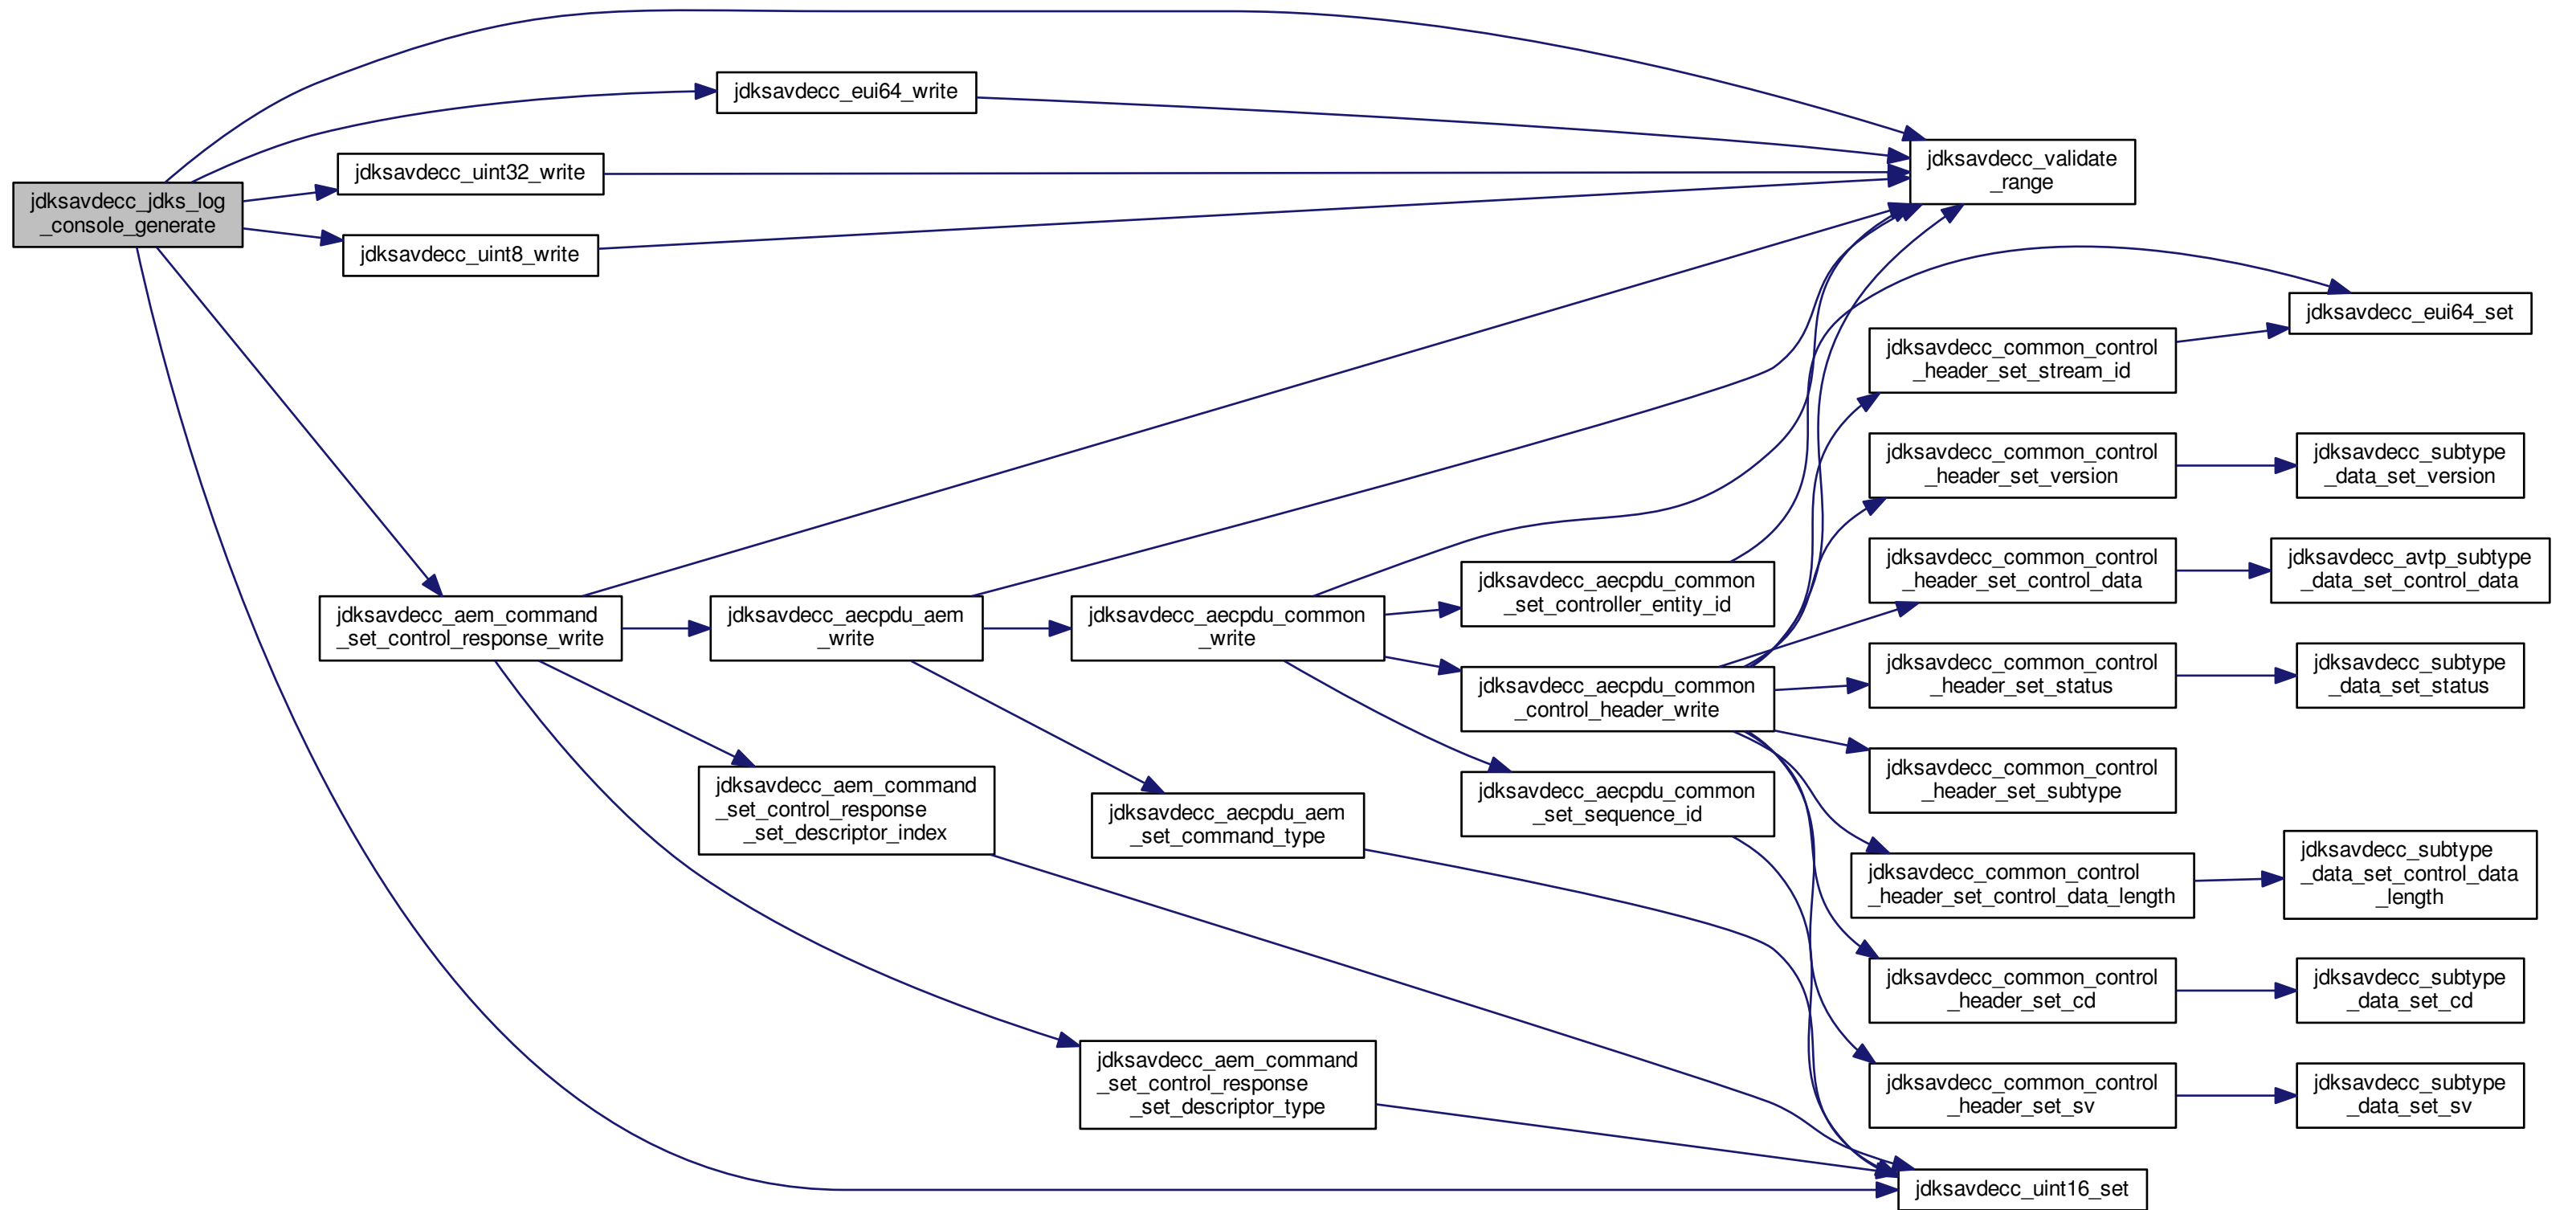 jdksavdecc_jdks_log
_console_generate
jdksavdecc_eui64_write
jdksavdecc_uint32_write
jdksavdecc_uint8_write
jdksavdecc_validate
_range
jdksavdecc_eui64_set
jdksavdecc_aem_command
_set_control_response_write
jdksavdecc_aecpdu_aem
_write
jdksavdecc_aecpdu_common
_write
jdksavdecc_aem_command
_set_control_response
_set_descriptor_index
jdksavdecc_aecpdu_aem
_set_command_type
jdksavdecc_aem_command
_set_control_response
_set_descriptor_type
jdksavdecc_aecpdu_common
_set_controller_entity_id
jdksavdecc_aecpdu_common
_control_header_write
jdksavdecc_aecpdu_common
_set_sequence_id
jdksavdecc_common_control
_header_set_stream_id
jdksavdecc_common_control
_header_set_version
jdksavdecc_subtype
_data_set_version
jdksavdecc_common_control
_header_set_control_data
jdksavdecc_avtp_subtype
_data_set_control_data
jdksavdecc_common_control
_header_set_status
jdksavdecc_subtype
_data_set_status
jdksavdecc_common_control
_header_set_subtype
jdksavdecc_common_control
_header_set_control_data_length
jdksavdecc_subtype
_data_set_control_data
_length
jdksavdecc_common_control
_header_set_cd
jdksavdecc_subtype
_data_set_cd
jdksavdecc_common_control
_header_set_sv
jdksavdecc_subtype
_data_set_sv
jdksavdecc_uint16_set